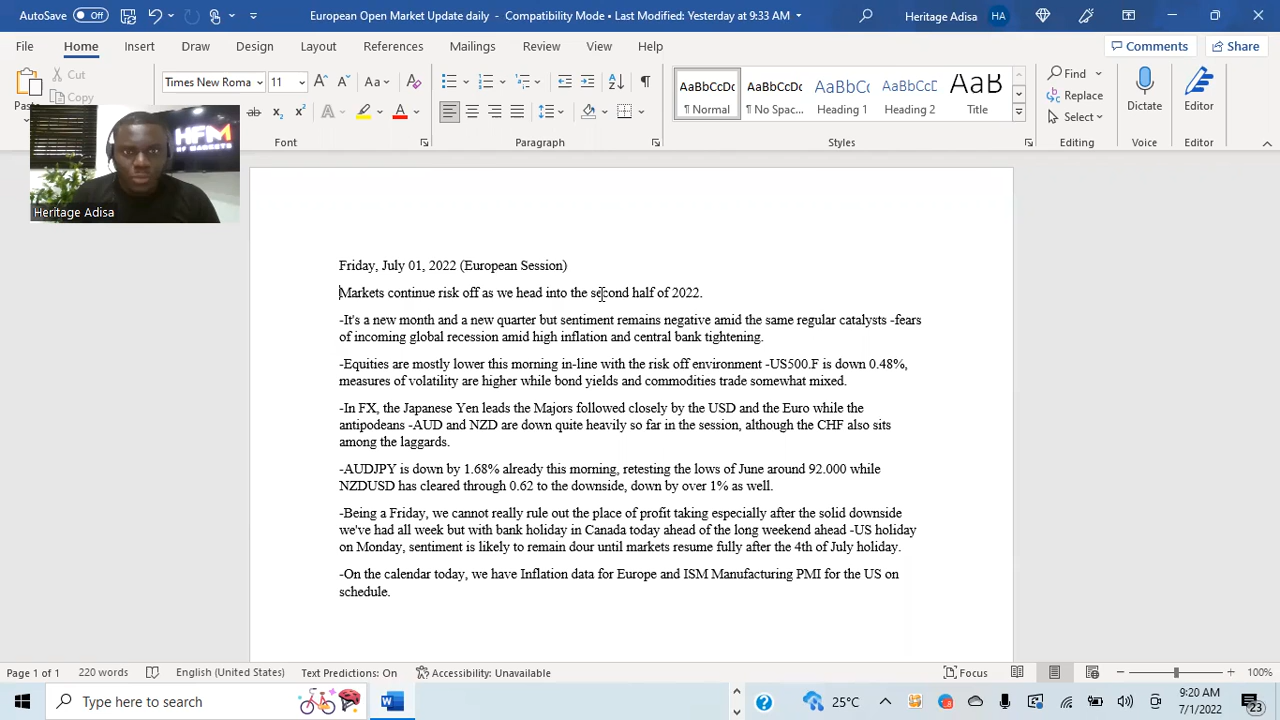 AutoSave Off
Market Analysis - European Session - Yesterday at 9:33 AM
Heritage Adisa HA
File Home Insert Draw Design Layout References Mailings Review View Help Comments Share
Paste Cut Copy
Times New Roma 11 Aa
AaBbCcDc ¶ Normal
AaBbCcDc Spac...
AaBbCc Heading 1
AaBbCcD Heading 2
AaB Title
Find Replace Select
Dictate Editor
Font Paragraph Styles Editing Voice Editor
HFM
HF MARKETS
Heritage Adisa
Friday, July 01, 2022 (European Session)
Markets continue risk off as we head into the second half of 2022.
-It's a new month and a new quarter but sentiment remains negative amid the same regular catalysts -fears
of incoming global recession amid high inflation and central bank tightening.
-Equities are mostly lower this morning in-line with the risk off environment -US500.F is down 0.48%,
measures of volatility are higher while bond yields and commodities trade somewhat mixed.
-In FX, the Japanese Yen leads the Majors followed closely by the USD and the Euro while the
antipodeans -AUD and NZD are down quite heavily so far in the session, although the CHF also sits
among the laggards.
-AUDJPY is down by 1.68% already this morning, retesting the lows of June around 92.000 while
NZDUSD has cleared through 0.62 to the downside, down by over 1% as well.
-Being a Friday, we cannot really rule out the place of profit taking especially after the solid downside
we've had all week but with bank holiday in Canada today ahead of the long weekend ahead -US holiday
on Monday, sentiment is likely to remain dour until markets resume fully after the 4th of July holiday.
-On the calendar today, we have Inflation data for Europe and ISM Manufacturing PMI for the US on
schedule.
Page 1 of 1 220 words English (United States) Text Predictions: On Accessibility: Unavailable Focus 100%
Type here to search
25°C
9:20 AM
7/1/2022
23